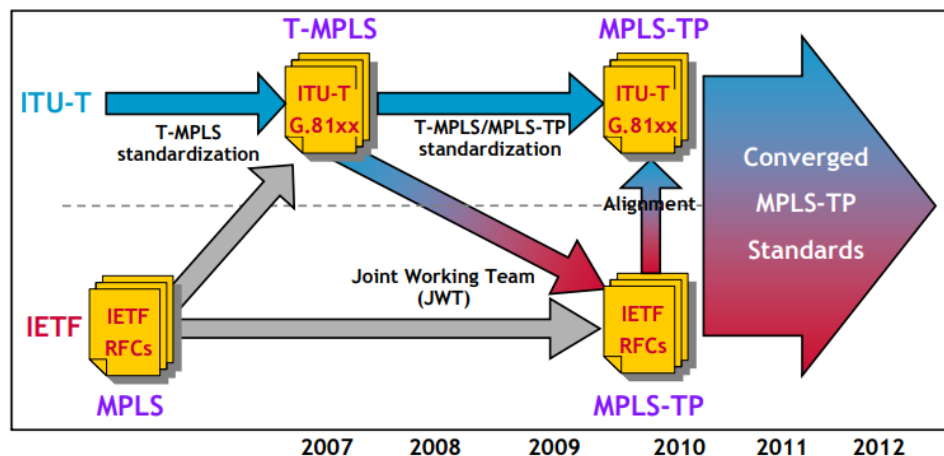 T-MPLS
MPLS-TP
ITU-T
ITU-T
G.81xx
ITU-T
G.81xx
T-MPLS
standardization
T-MPLS/MPLS-TP
standardization
Converged
MPLS-TP
Standards
Alignment
Joint Working Team
(JWT)
IETF
IETF
RFCs
IETF
RFCs
MPLS
MPLS-TP
2007 2008 2009 2010 2011 2012